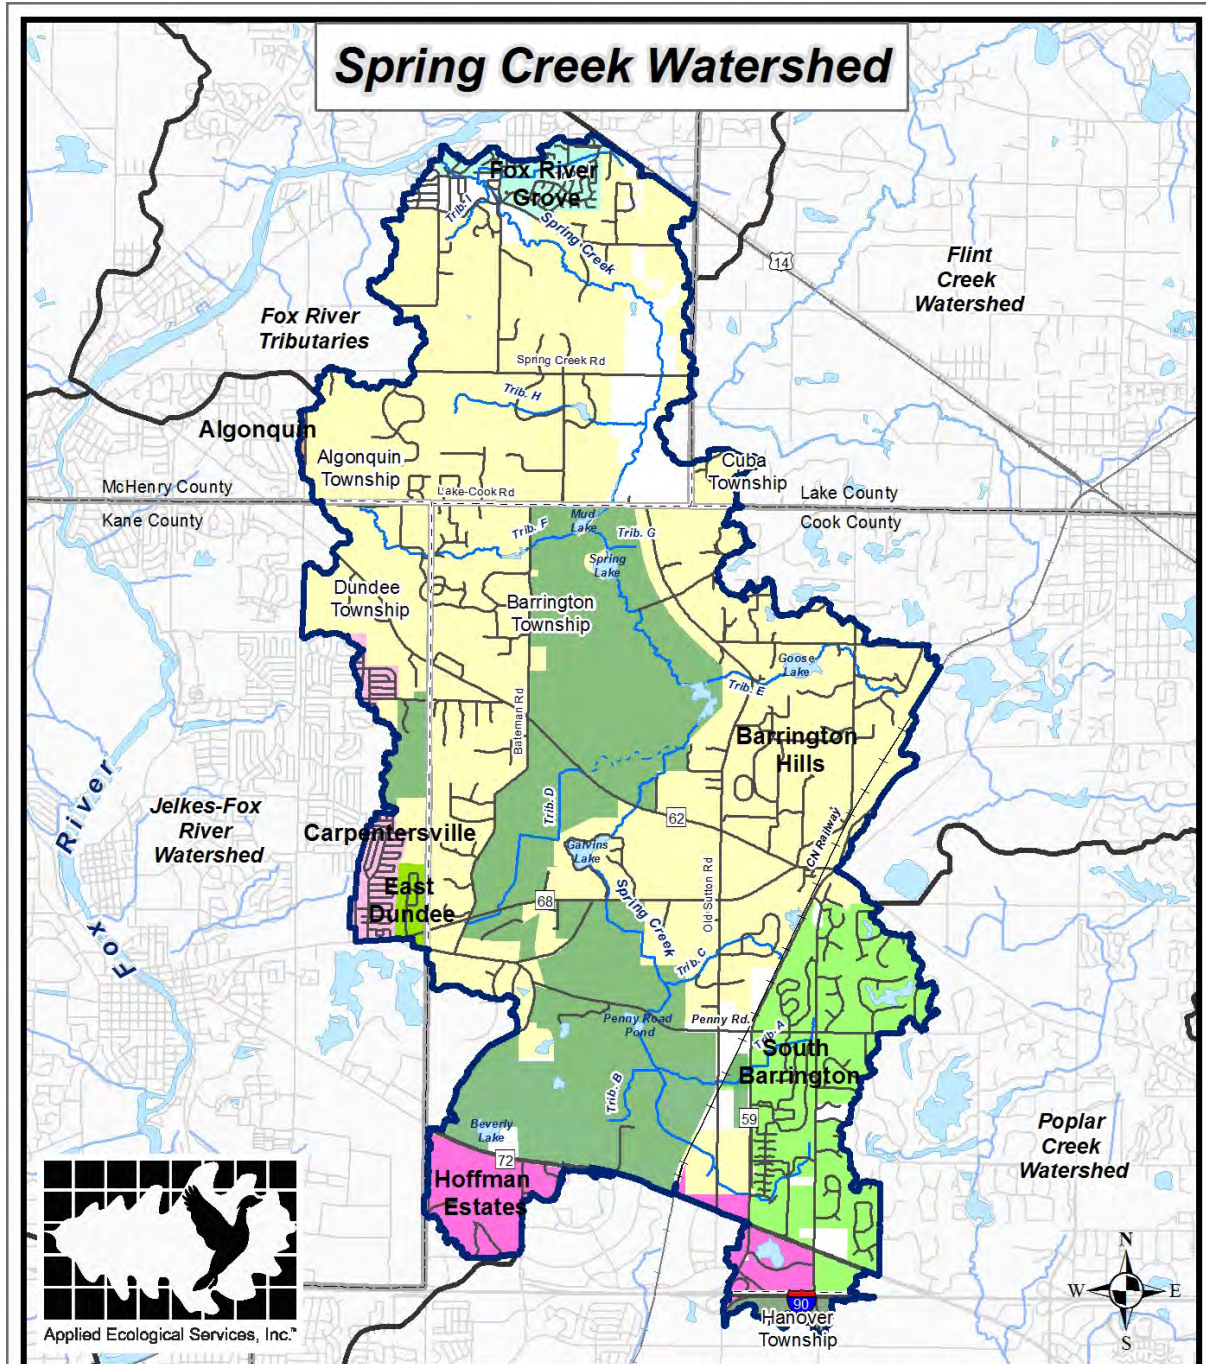 Spring Creek Watershed
Fox River
Grove
Trib. I
Spring Creek
14
Flint
Creek
Watershed
Fox River
Tributaries
Spring Creek Rd
Trib. H
Algonquin
Algonquin
Township
Cuba
Township
McHenry County
Lake-Cook Rd
Lake County
Kane County
Cook County
Mud
Lake
Trib. F
Trib. G
Spring
Lake
Dundee
Township
Barrington
Township
Goose
Lake
Trib. E
Bateman Rd
Barrington
Hills
Fox River
Jelkes-Fox
River
Watershed
Trib. D
62
Carpentersville
CN Railway
Galvins
Lake
Old Sutton Rd
East
Dundee
68
Spring Creek
Trib. C
Penny Road
Pond
Penny Rd.
Trib. A
South
Barrington
Trib. B
59
Beverly
Lake
72
Poplar
Creek
Watershed
Hoffman
Estates
N
W
E
S
90
Hanover
Township
Applied Ecological Services, Inc.™